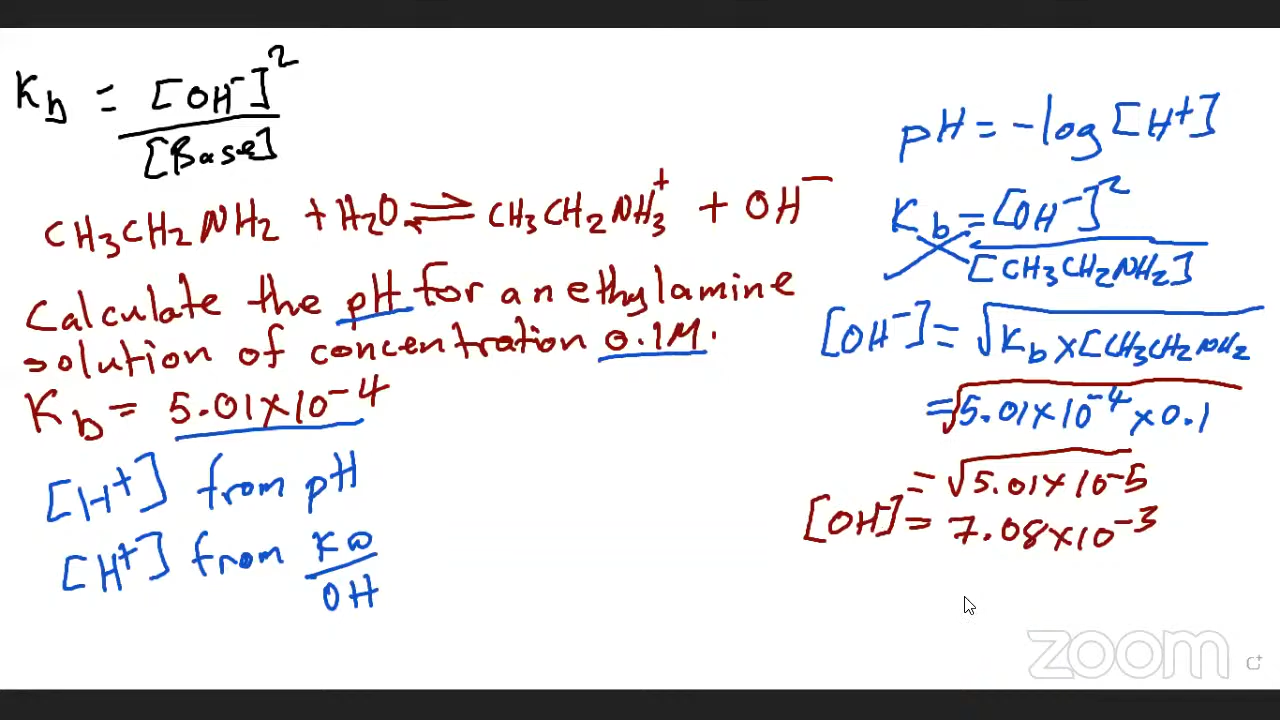 Kb = [OH⁻]²
[Base]
CH₃CH₂NH₂ + H₂O ⇌ CH₃CH₂NH₃⁺ + OH⁻
Calculate the pH for an ethylamine
solution of concentration 0.1M.
Kb = 5.01×10⁻⁴
[H⁺] from pH
[H⁺] from Kw
OH
pH = -log [H⁺]
Kb = [OH⁻]²
[CH₃CH₂NH₂]
[OH⁻] = √Kb × [CH₃CH₂NH₂
= √5.01×10⁻⁴ × 0.1
= √5.01×10⁻⁵
[OH⁻] = 7.08×10⁻³
zoom